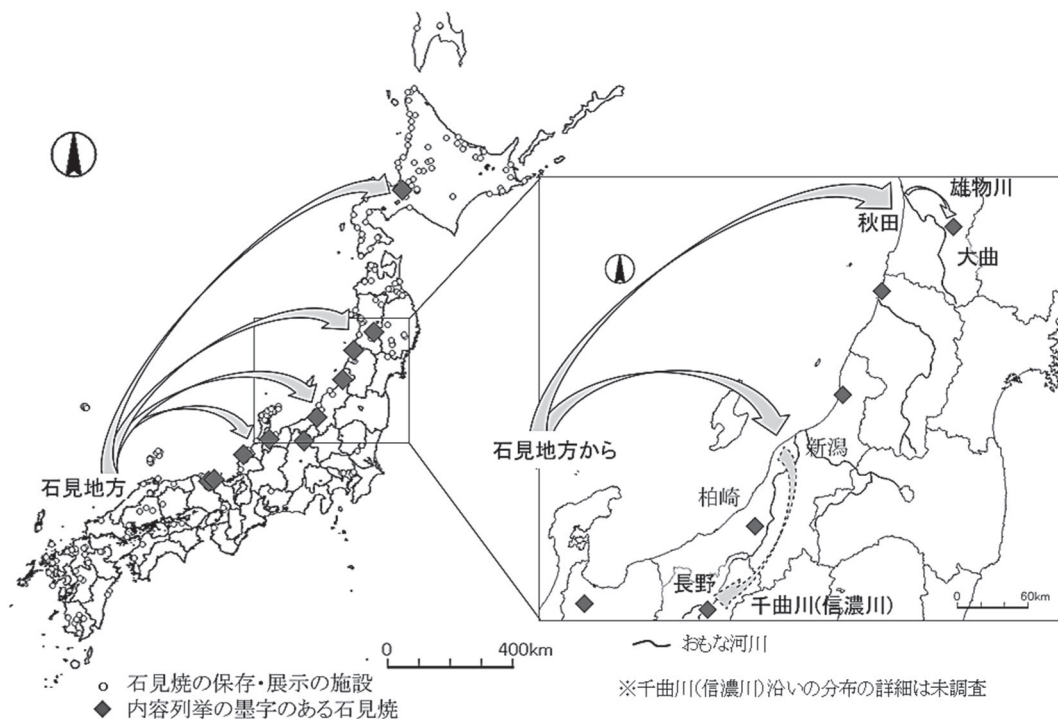 雄物川
秋田
大曲
石見地方から
新潟
柏崎
石見地方
長野
千曲川(信濃川)
0 60km
0 400km
おもな河川
石見焼の保存・展示の施設
内容列挙の墨字のある石見焼
※千曲川(信濃川)沿いの分布の詳細は未調査